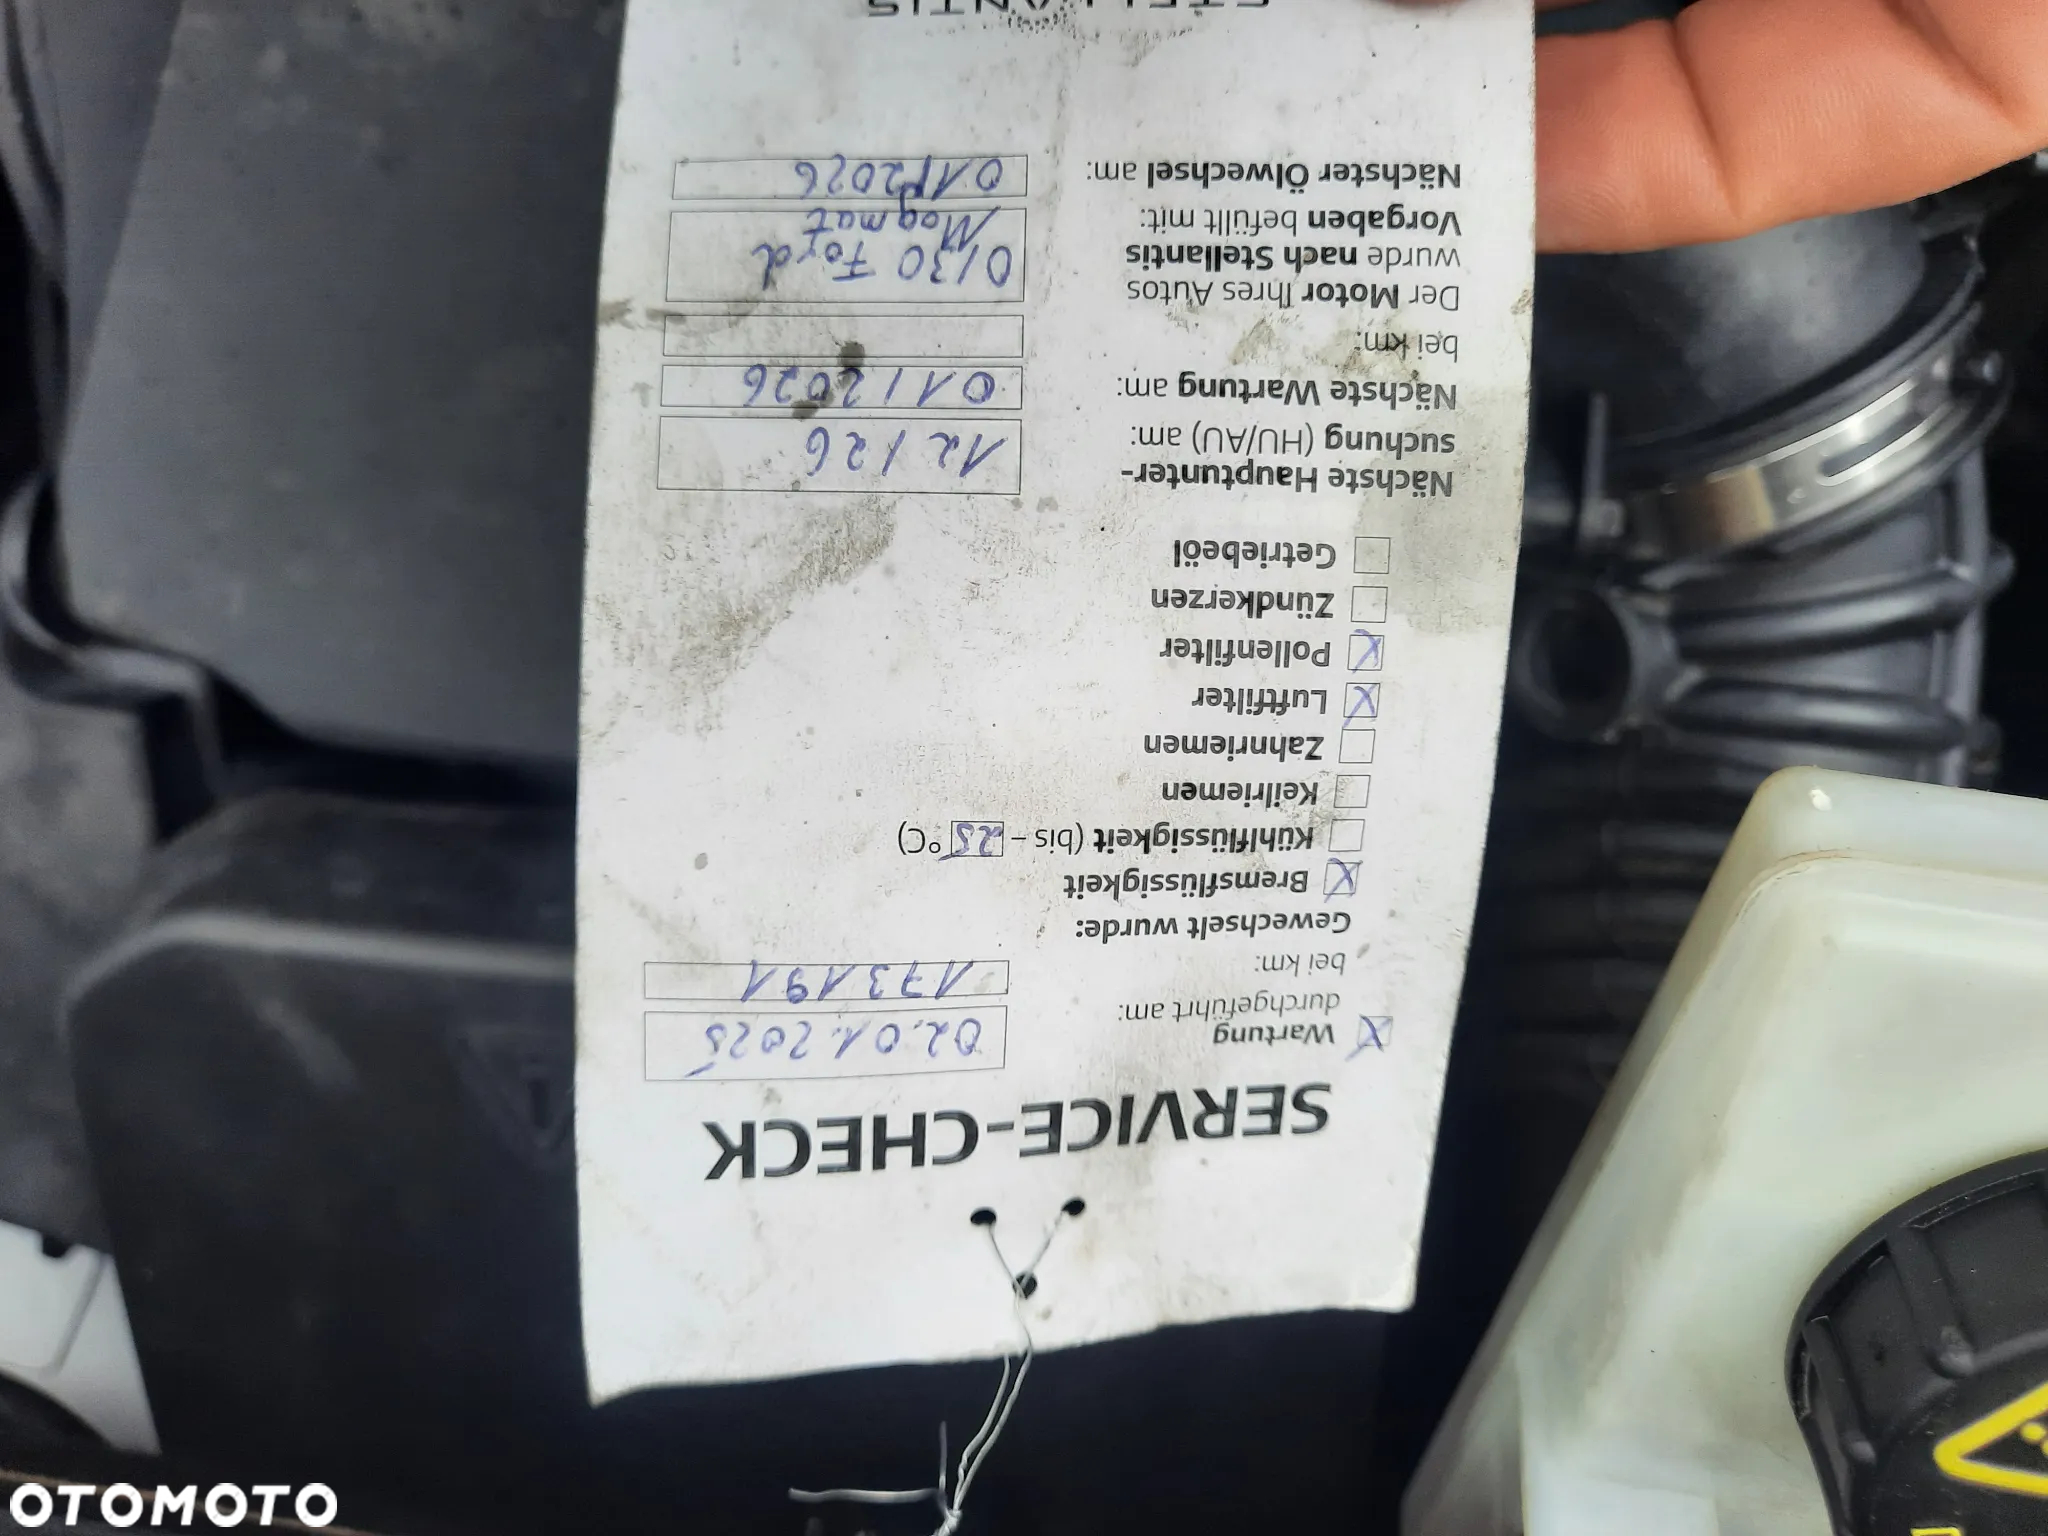 SERVICE-CHECK
X Wartung
durchgeführt am: 02.01.2025
bei km: 173191
Gewechselt wurde:
X Bremsflüssigkeit
Kühlflüssigkeit (bis – 25 °C)
Keilriemen
Zahnriemen
X Luftfilter
X Pollenfilter
Zündkerzen
Getriebeöl
Nächste Hauptunter-
suchung (HU/AU) am: 12/26
Nächste Wartung am: 01/2026
bei km:
Der Motor Ihres Autos
wurde nach Stellantis
Vorgaben befüllt mit:
0/30 Ford
Nächster Ölwechsel am: 01/2026
STELLANTIS
OTOMOTO